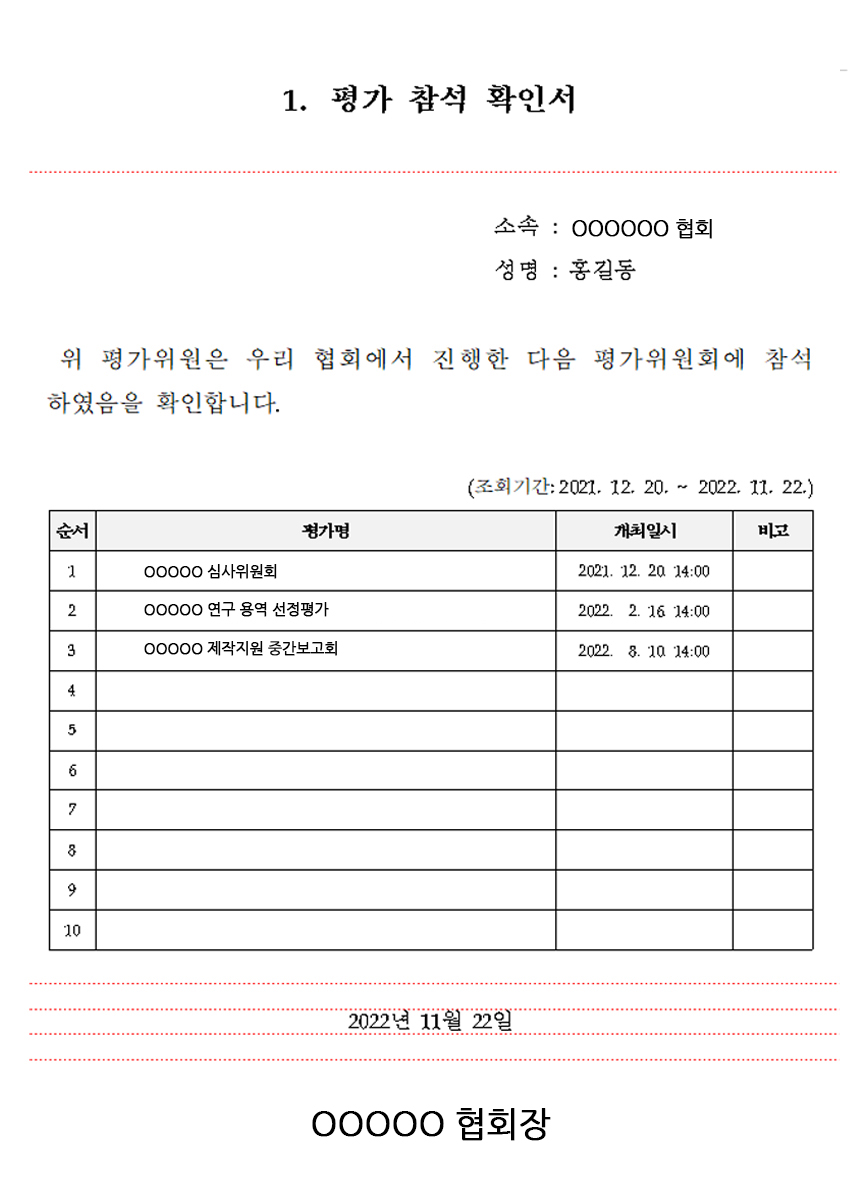 1. 평가 참석 확인서
소속 : OOOOOO 협회
성명 : 홍길동
위 평가위원은 우리 협회에서 진행한 다음 평가위원회에 참석
하였음을 확인합니다.
(조회기간: 2021. 12. 20. ~ 2022. 11. 22.)
순서 평가명 개최일시 비고
1 OOOOO 심사위원회 2021. 12. 20. 14:00
2 OOOOO 연구 용역 선정평가 2022. 2. 16. 14:00
3 OOOOO 제작지원 중간보고회 2022. 8. 10. 14:00
4
5
6
7
8
9
10
2022년 11월 22일
OOOOO 협회장